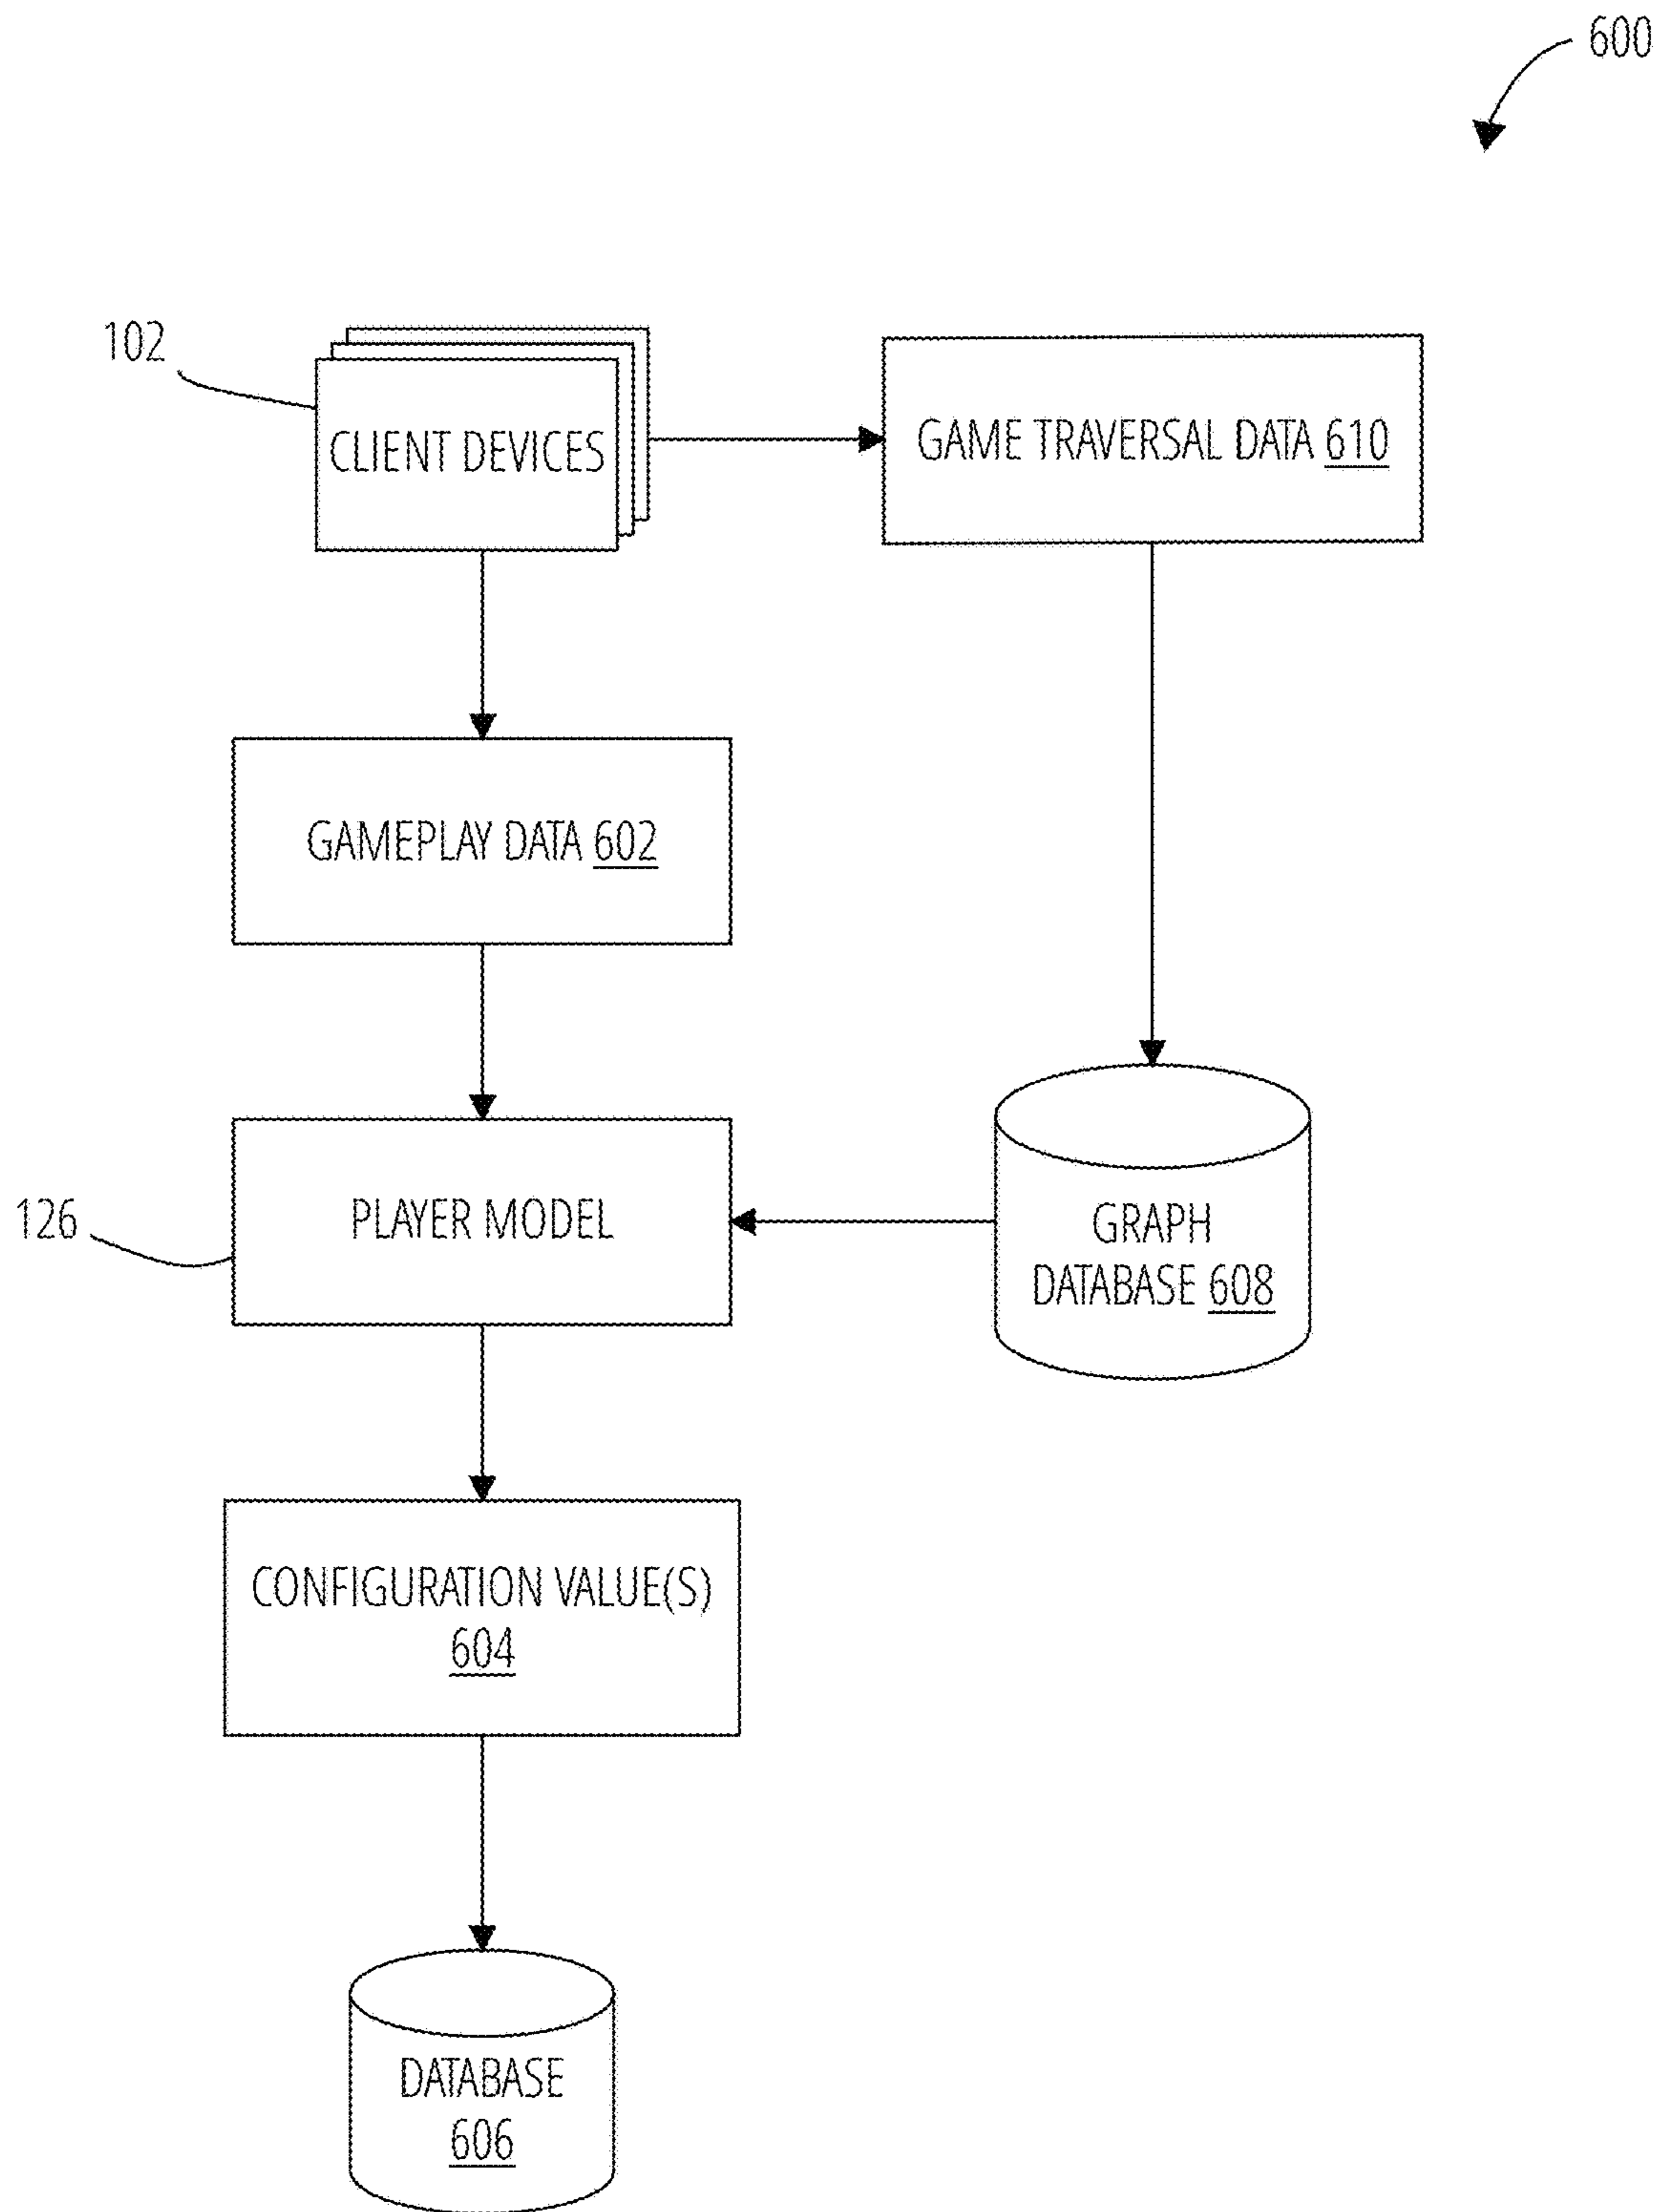 600
102
CLIENT DEVICES
GAME TRAVERSAL DATA 610
GAMEPLAY DATA 602
126
PLAYER MODEL
GRAPH
DATABASE 608
CONFIGURATION VALUE(S)
604
DATABASE
606